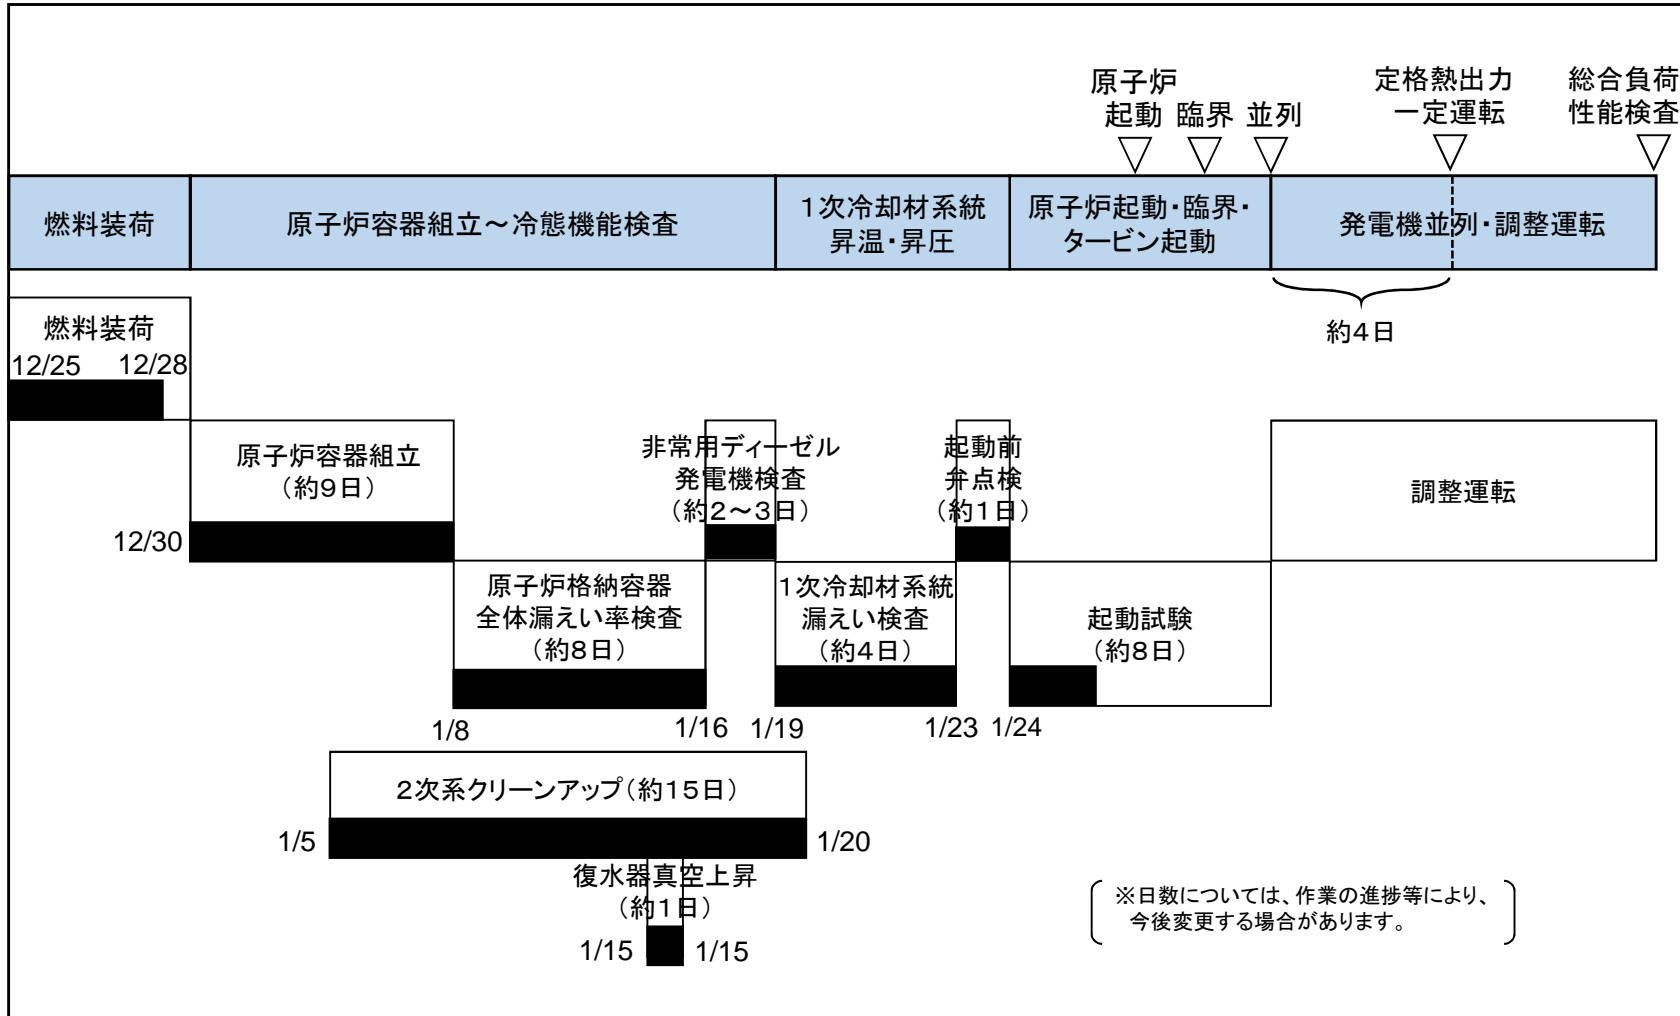 原子炉
起動
臨界
並列
定格熱出力
一定運転
総合負荷
性能検査
燃料装荷
原子炉容器組立～冷態機能検査
１次冷却材系統
昇温・昇圧
原子炉起動・臨界・
タービン起動
発電機並列・調整運転
約４日
燃料装荷
12/25 12/28
原子炉容器組立
（約９日）
12/30
非常用ディーゼル
発電機検査
（約２～３日）
起動前
弁点検
（約１日）
調整運転
原子炉格納容器
全体漏えい率検査
（約８日）
１次冷却材系統
漏えい検査
（約４日）
起動試験
（約８日）
1/8 1/16 1/19 1/23 1/24
２次系クリーンアップ（約１５日）
1/5 1/20
復水器真空上昇
（約１日）
1/15 1/15
※日数については、作業の進捗等により、
今後変更する場合があります。